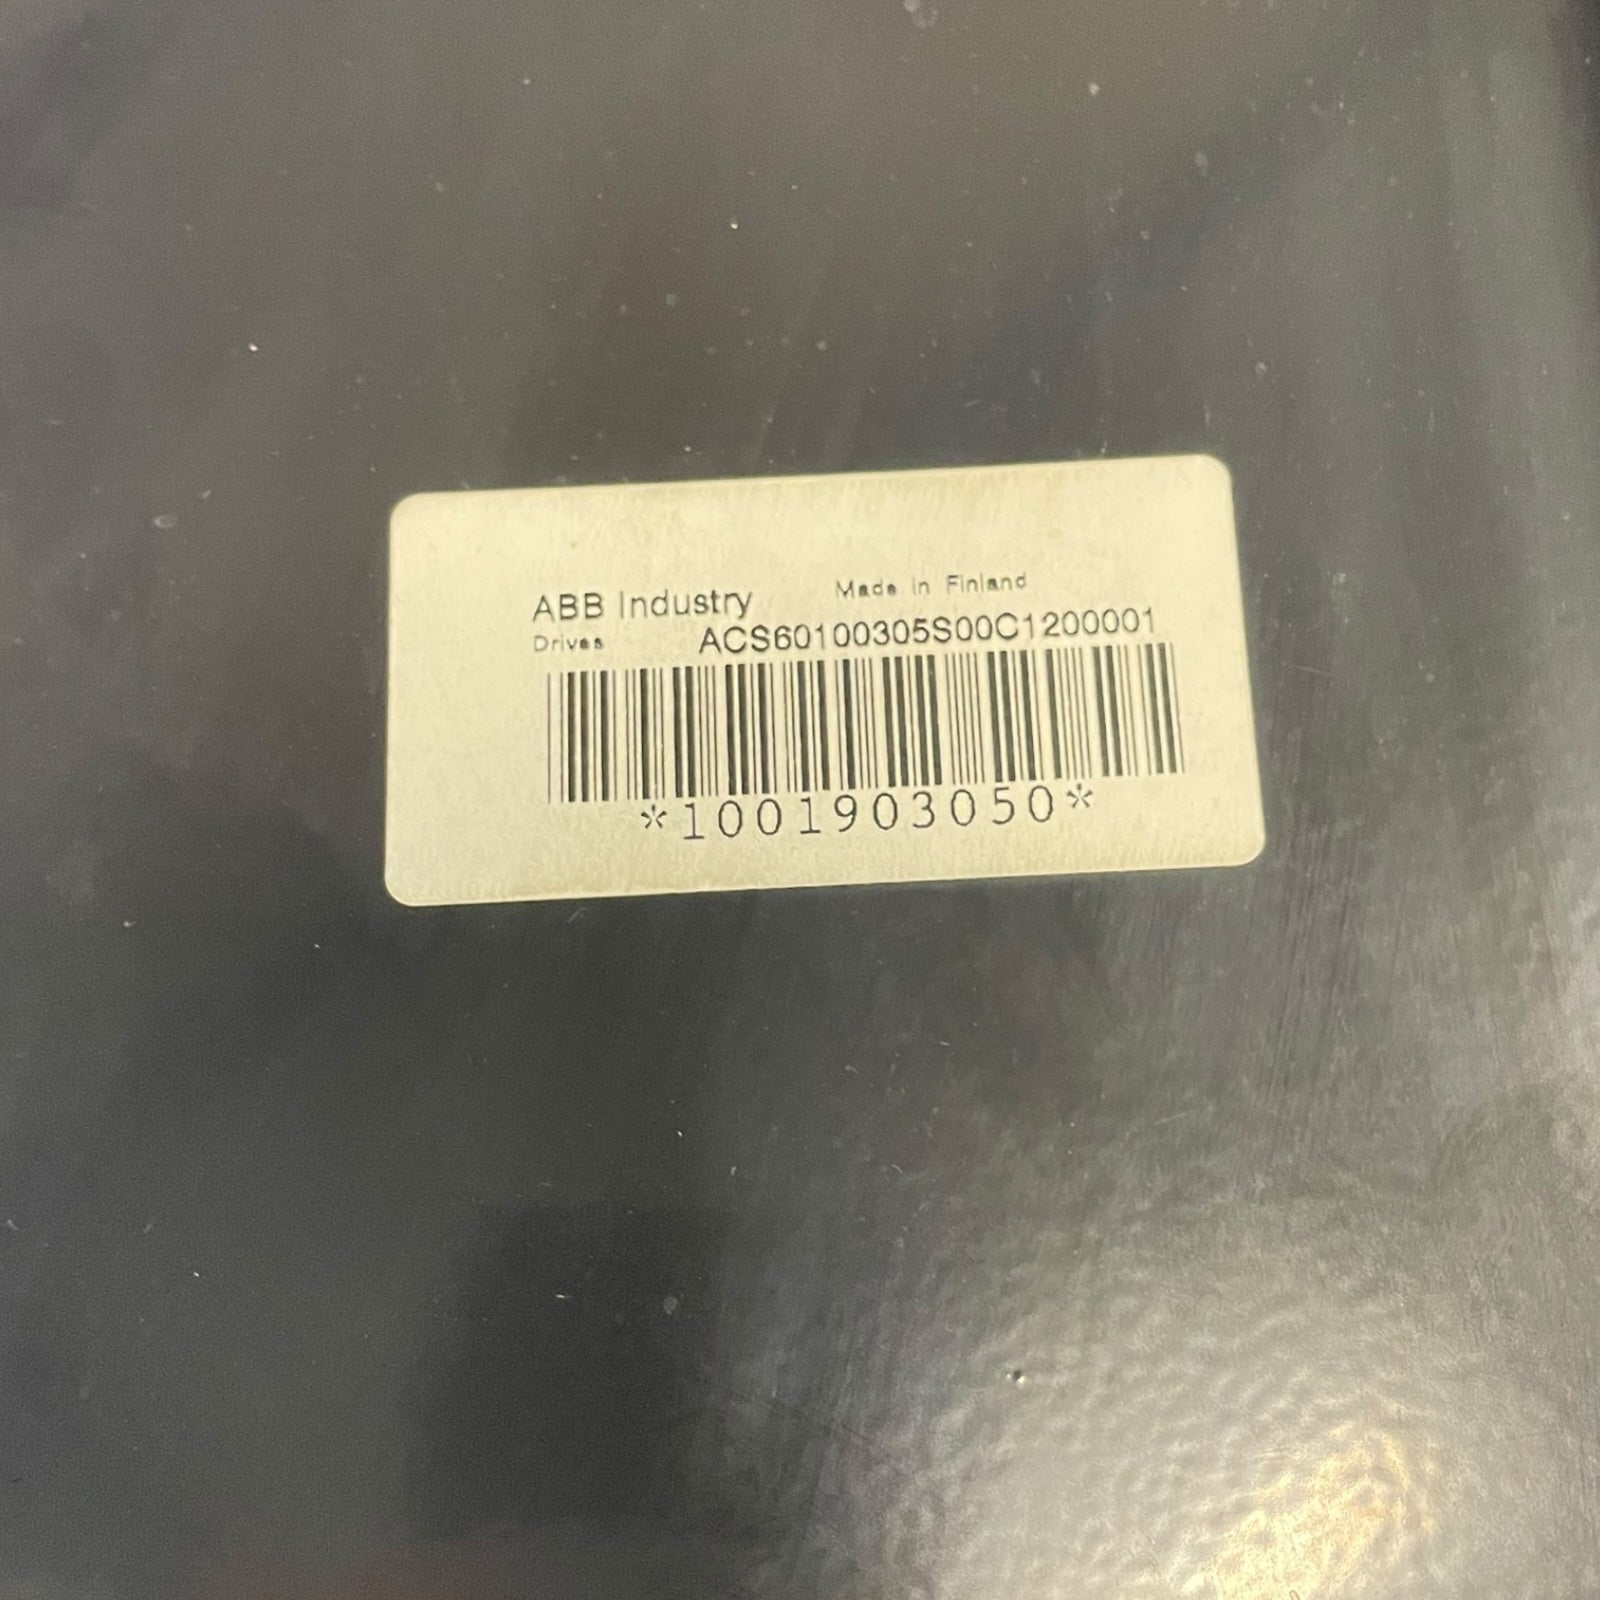 ABB Industry Made in Finland
Drives ACS60100305S00C1200001
*1001903050*